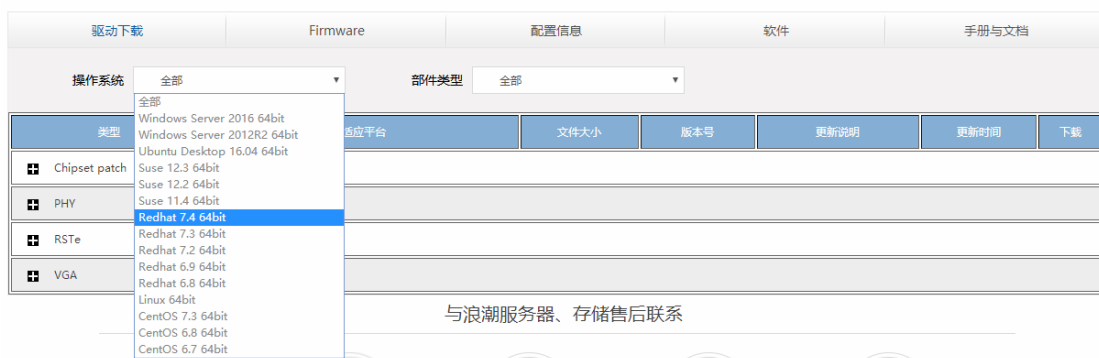 驱动下载 Firmware 配置信息 软件 手册与文档
操作系统 全部 部件类型 全部
全部
Windows Server 2016 64bit
Windows Server 2012R2 64bit
Ubuntu Desktop 16.04 64bit
Suse 12.3 64bit
Suse 12.2 64bit
Suse 11.4 64bit
Redhat 7.4 64bit
Redhat 7.3 64bit
Redhat 7.2 64bit
Redhat 6.9 64bit
Redhat 6.8 64bit
Linux 64bit
CentOS 7.3 64bit
CentOS 6.8 64bit
CentOS 6.7 64bit
类型 适应平台 文件大小 版本号 更新说明 更新时间 下载
Chipset patch
PHY
RSTe
VGA
与浪潮服务器、存储售后联系